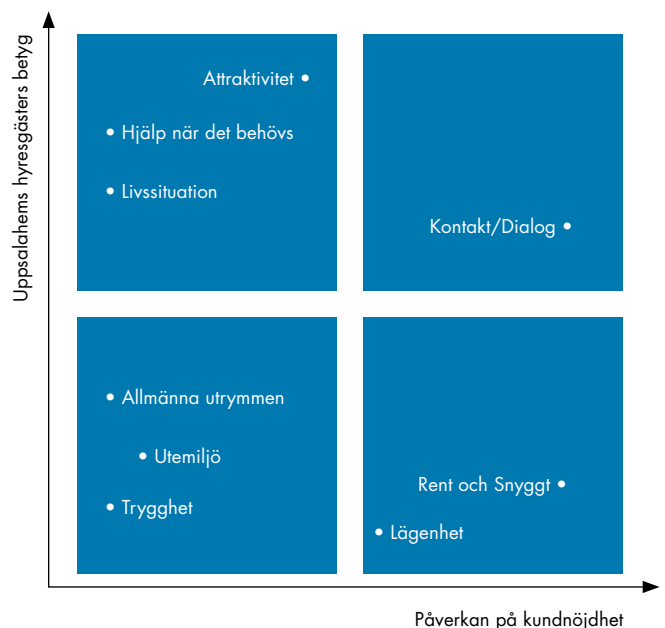 Uppsalahems hyresgästers betyg
Attraktivitet
Hjälp när det behövs
Livssituation
Kontakt/Dialog
Allmänna utrymmen
Utemiljö
Trygghet
Rent och Snyggt
Lägenhet
Påverkan på kundnöjdhet